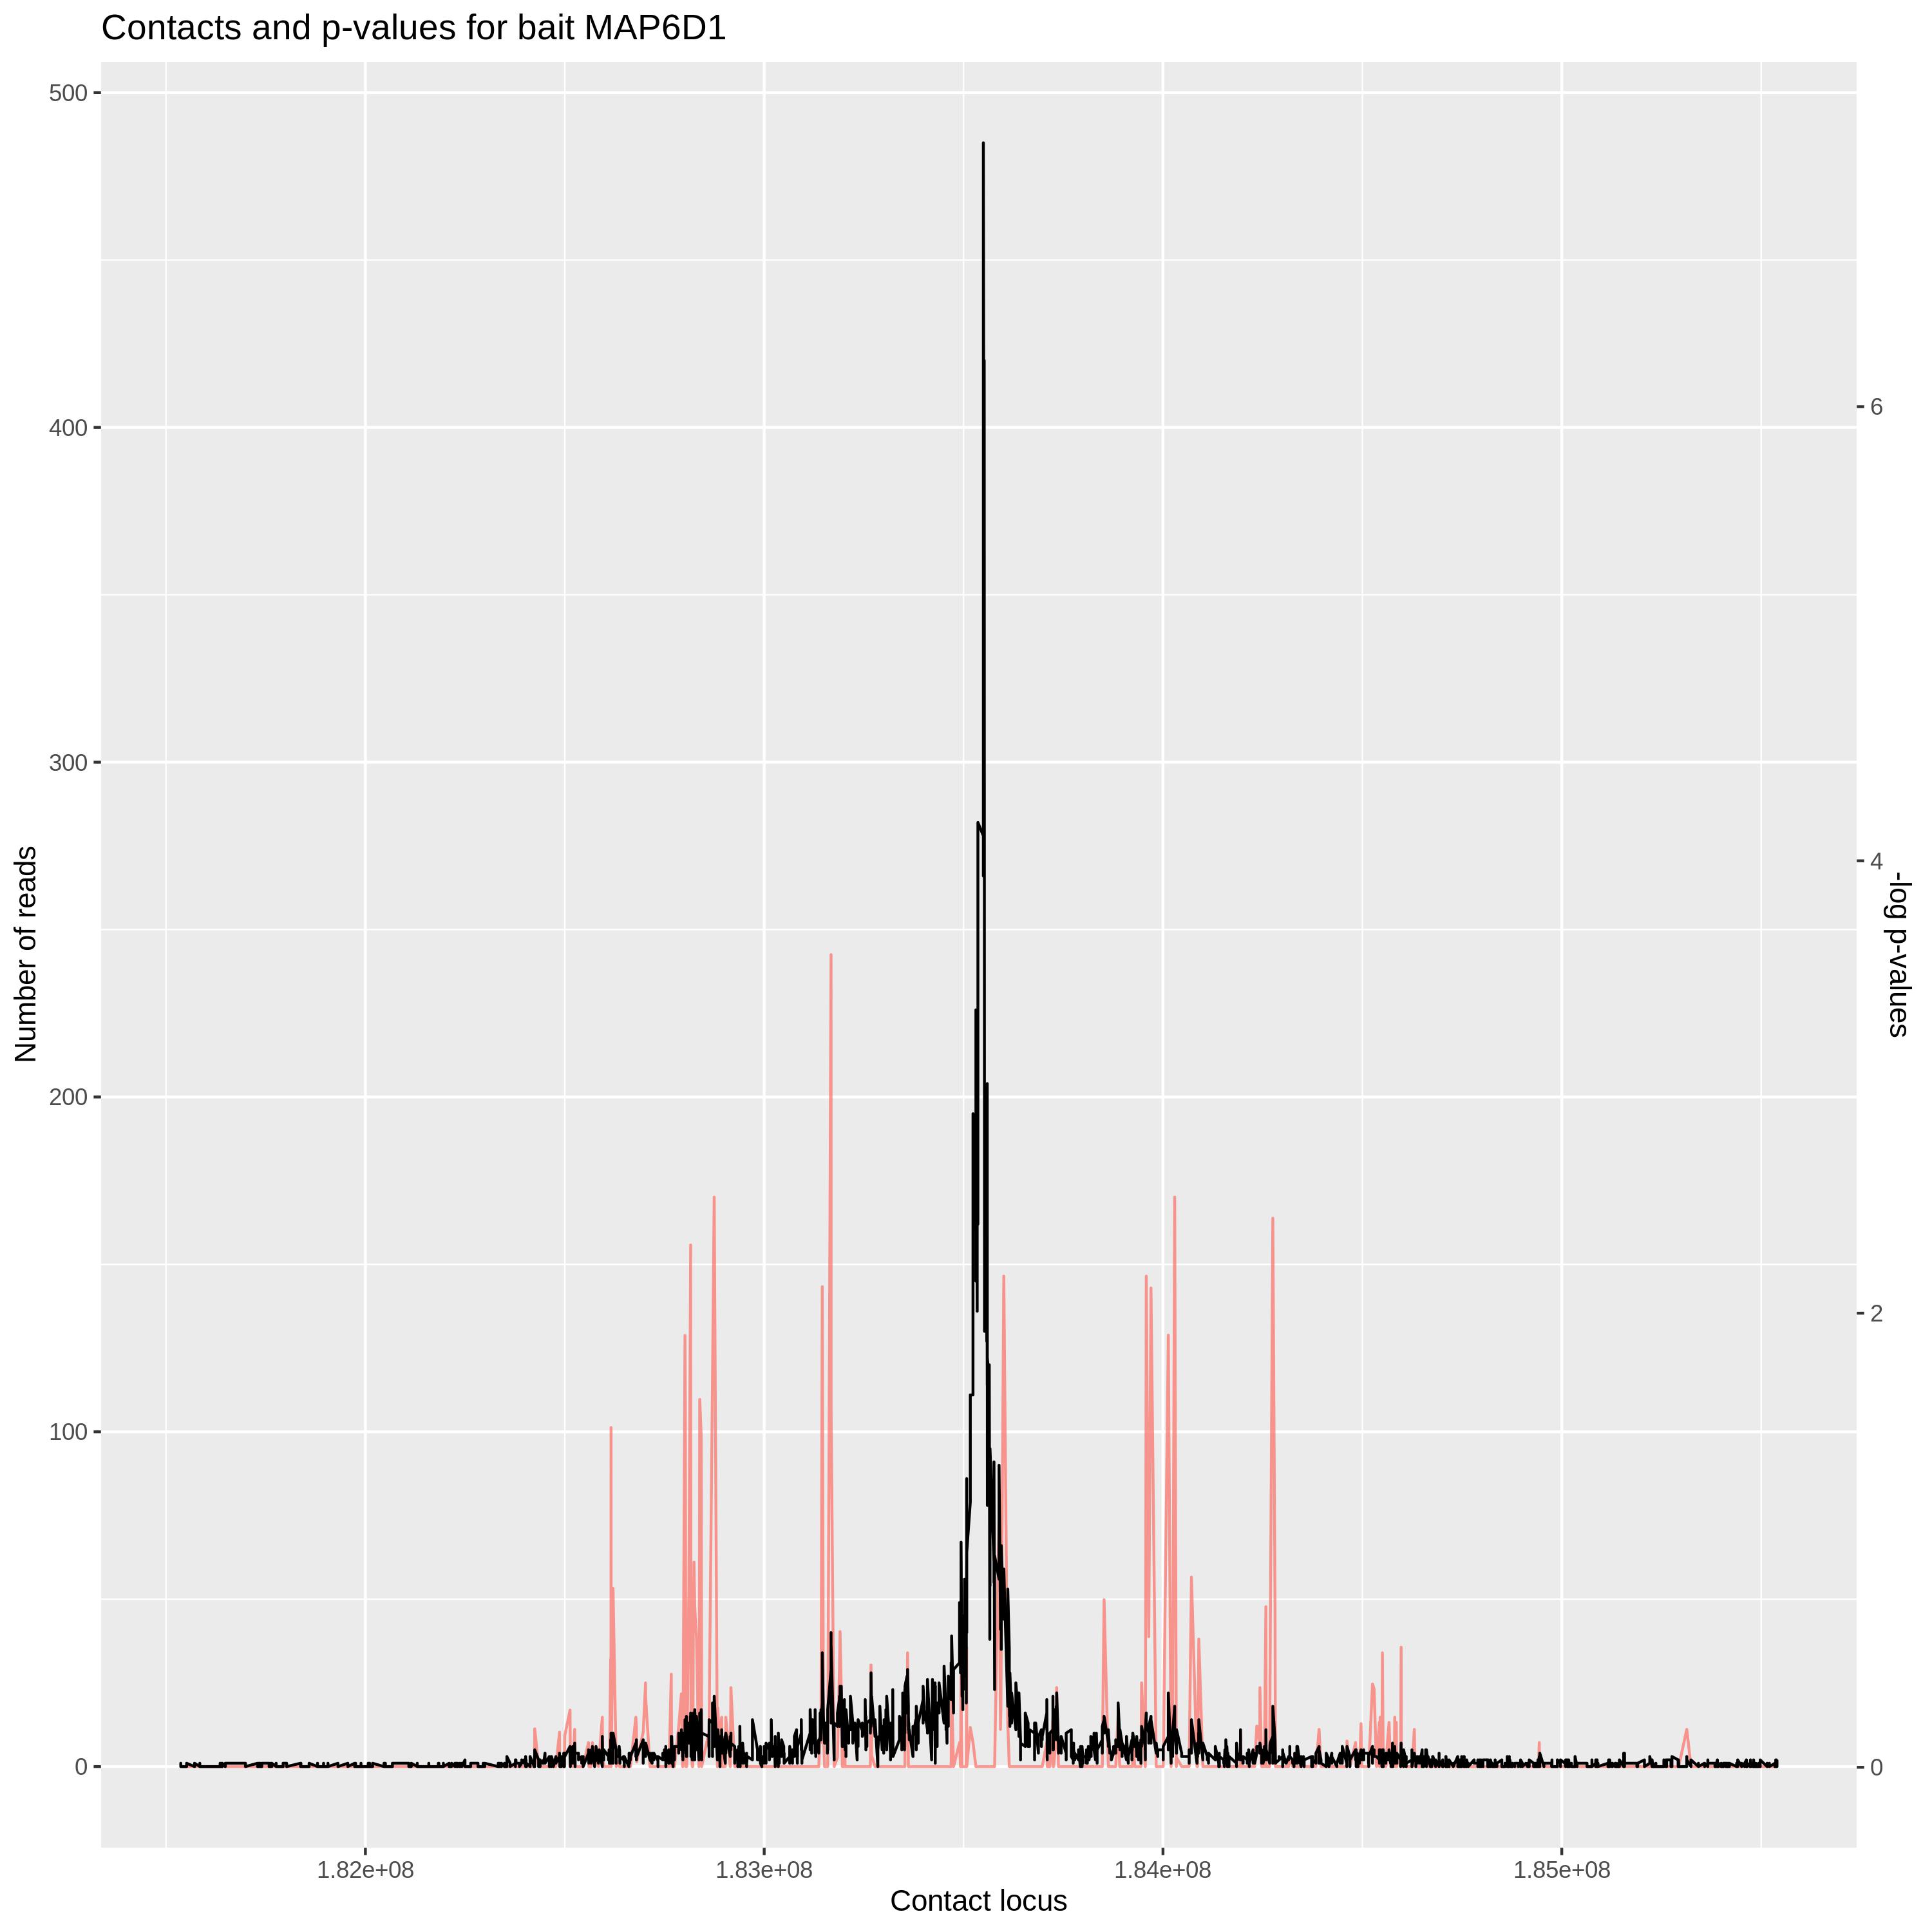 Contacts and p-values for bait MAP6D1
500
400
300
200
100
0
Number of reads
6
4
2
0
-log p-values
1.82e+08
1.83e+08
1.84e+08
1.85e+08
Contact locus